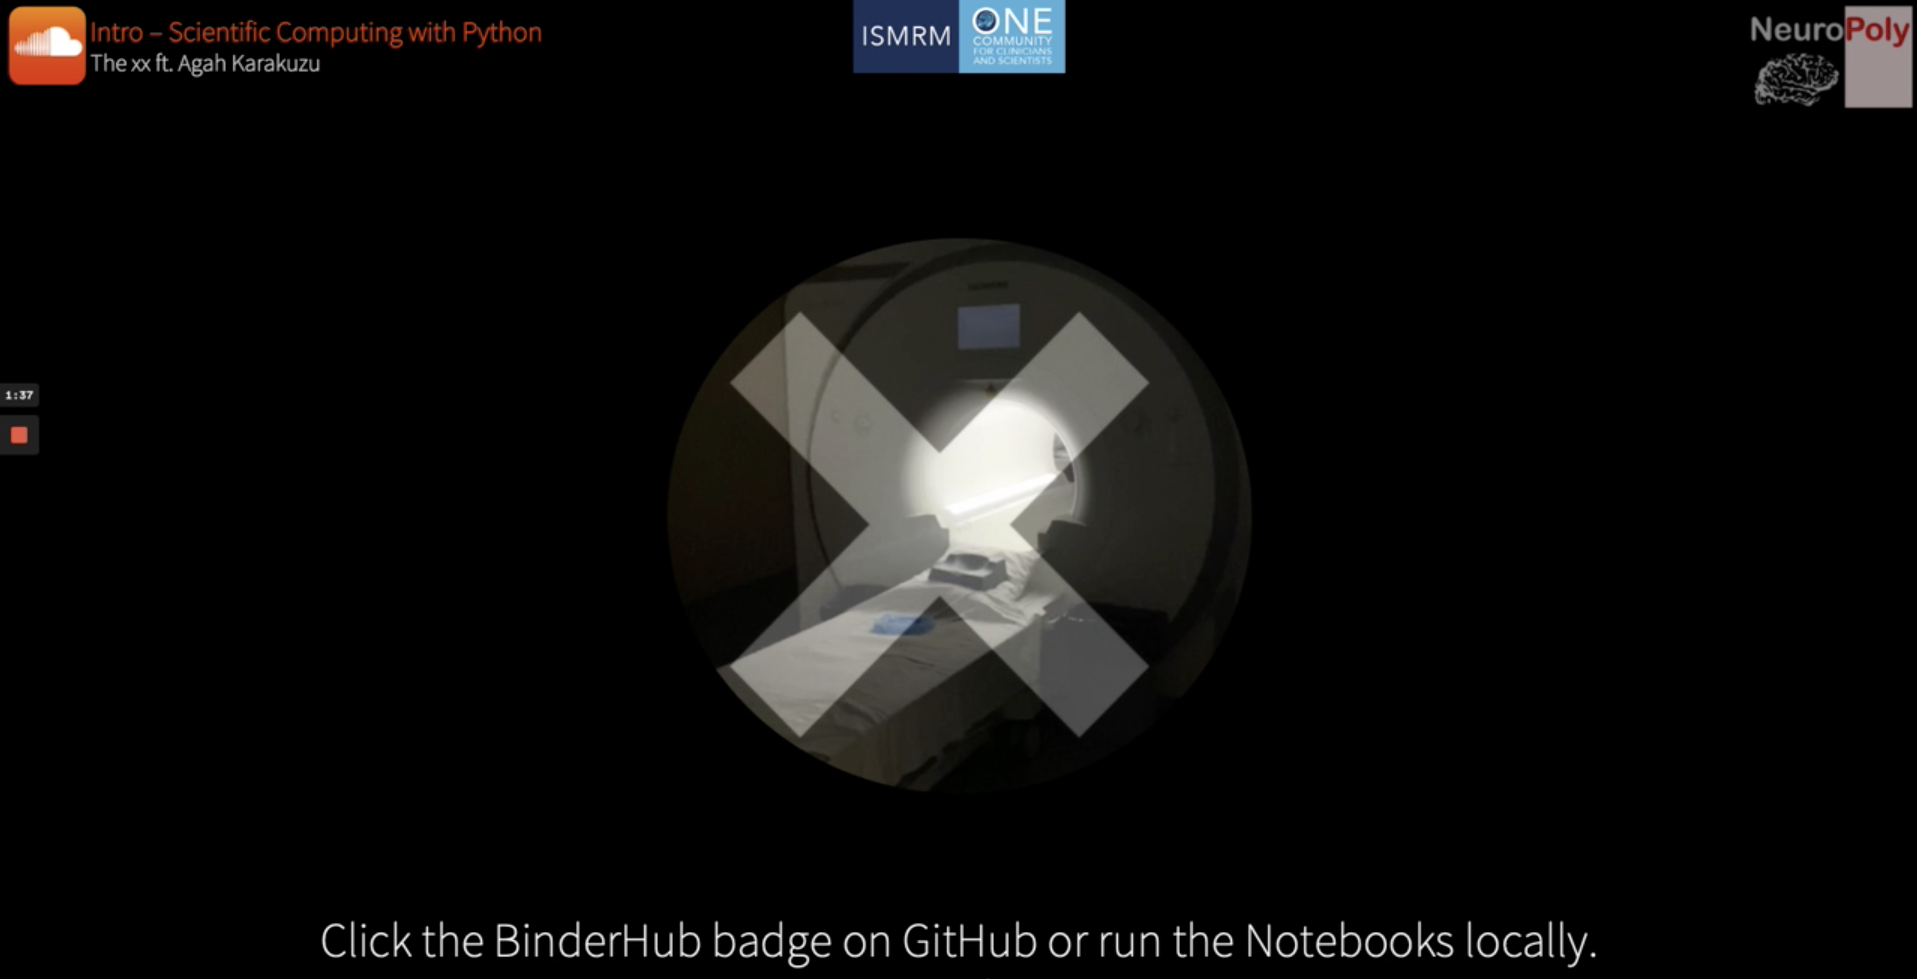 Intro – Scientific Computing with Python
The xx ft. Agah Karakuzu
ISMRM
ONE
COMMUNITY
FOR CLINICIANS
AND SCIENTISTS
NeuroPoly
1:37
Click the BinderHub badge on GitHub or run the Notebooks locally.